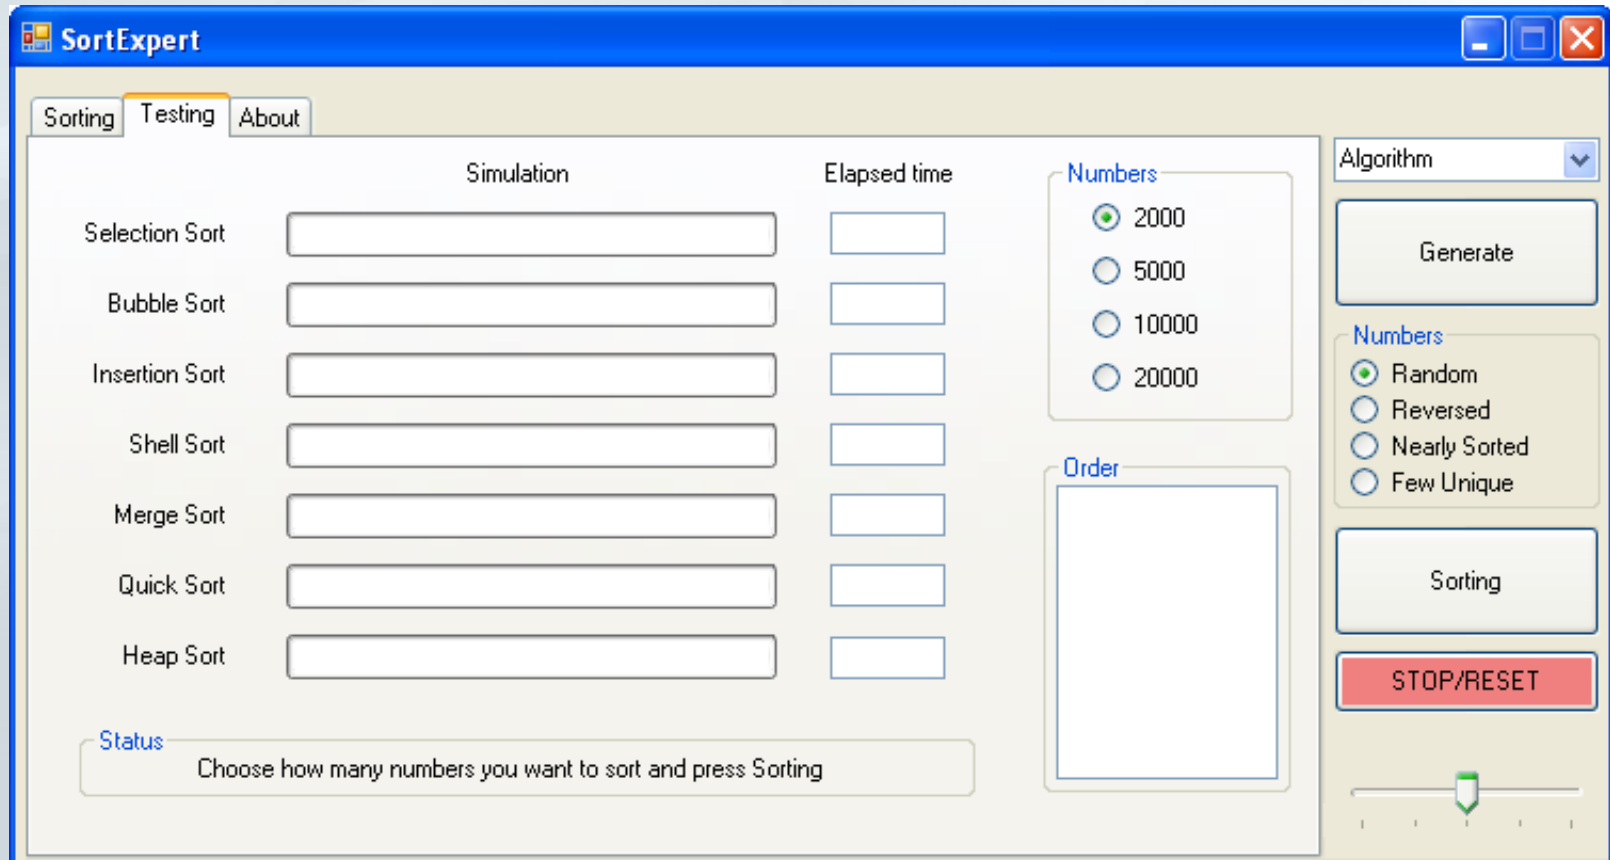 SortExpert
Sorting Testing About
Simulation Elapsed time
Selection Sort
Bubble Sort
Insertion Sort
Shell Sort
Merge Sort
Quick Sort
Heap Sort
Status
Choose how many numbers you want to sort and press Sorting
Numbers
2000
5000
10000
20000
Order
Algorithm
Generate
Numbers
Random
Reversed
Nearly Sorted
Few Unique
Sorting
STOP/RESET